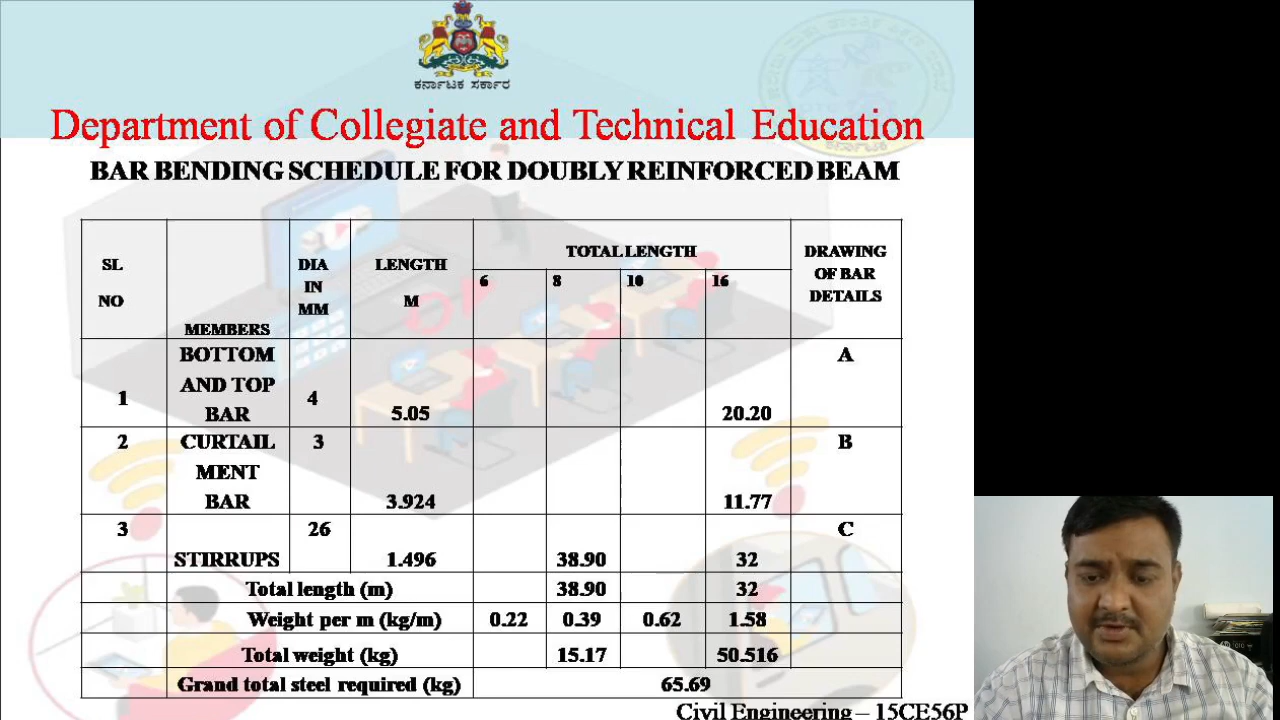 ಕರ್ನಾಟಕ ಸರ್ಕಾರ
Department of Collegiate and Technical Education
BAR BENDING SCHEDULE FOR DOUBLY REINFORCED BEAM
SL NO MEMBERS DIA IN MM LENGTH M TOTAL LENGTH DRAWING OF BAR DETAILS
6 8 10 16
1 BOTTOM AND TOP BAR 4 5.05 20.20 A
2 CURTAIL MENT BAR 3 3.924 11.77 B
3 STIRRUPS 26 1.496 38.90 32 C
Total length (m) 38.90 32
Weight per m (kg/m) 0.22 0.39 0.62 1.58
Total weight (kg) 15.17 50.516
Grand total steel required (kg) 65.69
Civil Engineering – 15CE56P